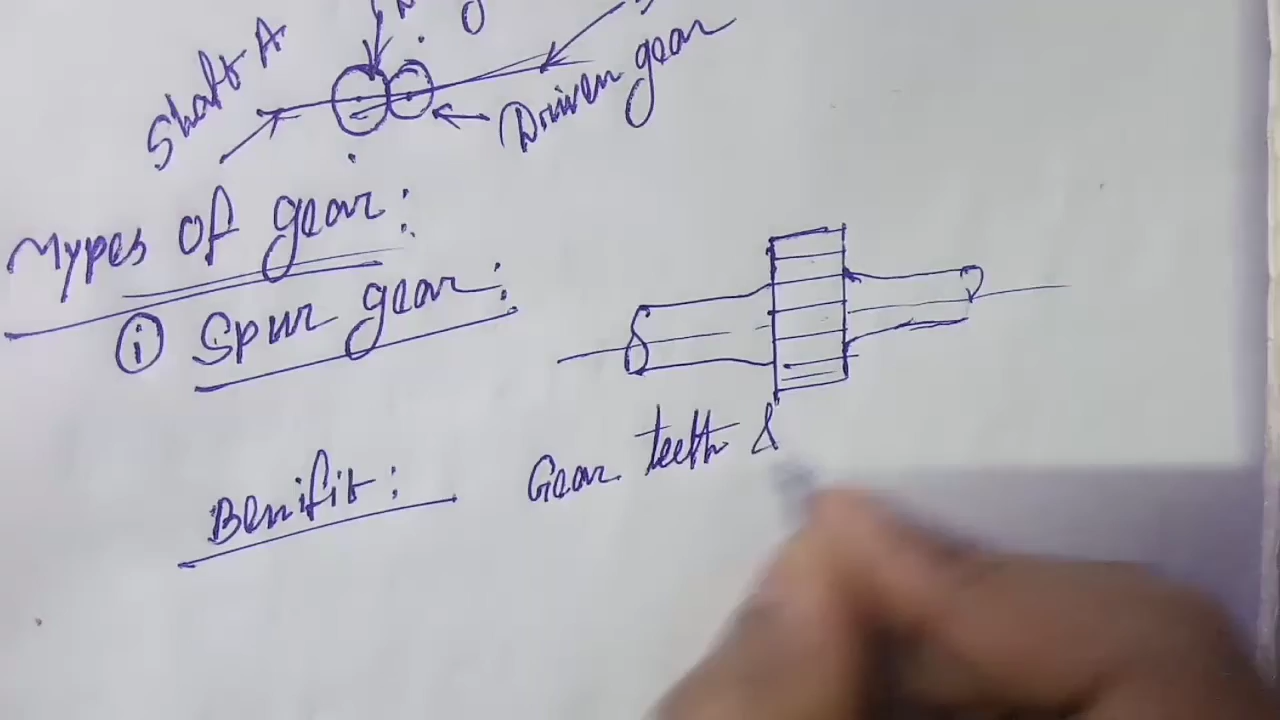 Shaft A
Driven gear
Types of gear:
i Spur gear:
Benifit: Gear teeth &